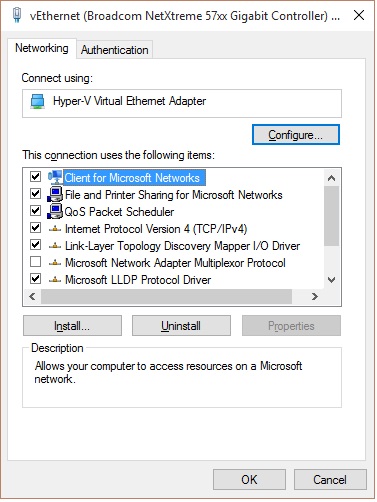 vEthernet (Broadcom NetXtreme 57xx Gigabit Controller) ...
Networking Authentication
Connect using:
Hyper-V Virtual Ethernet Adapter
Configure...
This connection uses the following items:
Client for Microsoft Networks
File and Printer Sharing for Microsoft Networks
QoS Packet Scheduler
Internet Protocol Version 4 (TCP/IPv4)
Link-Layer Topology Discovery Mapper I/O Driver
Microsoft Network Adapter Multiplexor Protocol
Microsoft LLDP Protocol Driver
Install... Uninstall Properties
Description
Allows your computer to access resources on a Microsoft
network.
OK Cancel